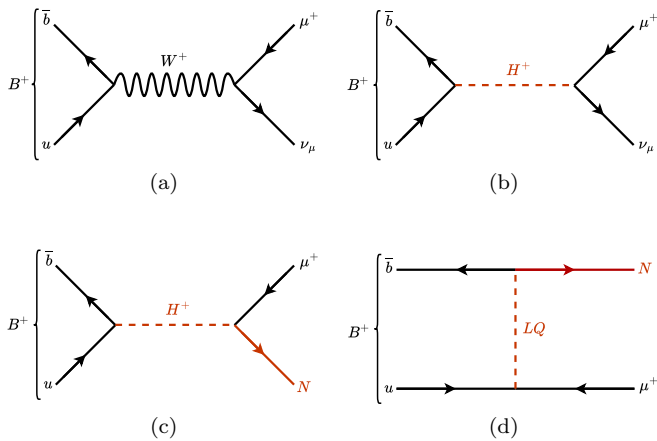 b̅ W⁺ μ⁺
B⁺
u ν_μ
(a)
b̅ H⁺ μ⁺
B⁺
u ν_μ
(b)
b̅ H⁺ μ⁺
B⁺
u N
(c)
b̅ N
B⁺ LQ
u μ⁺
(d)